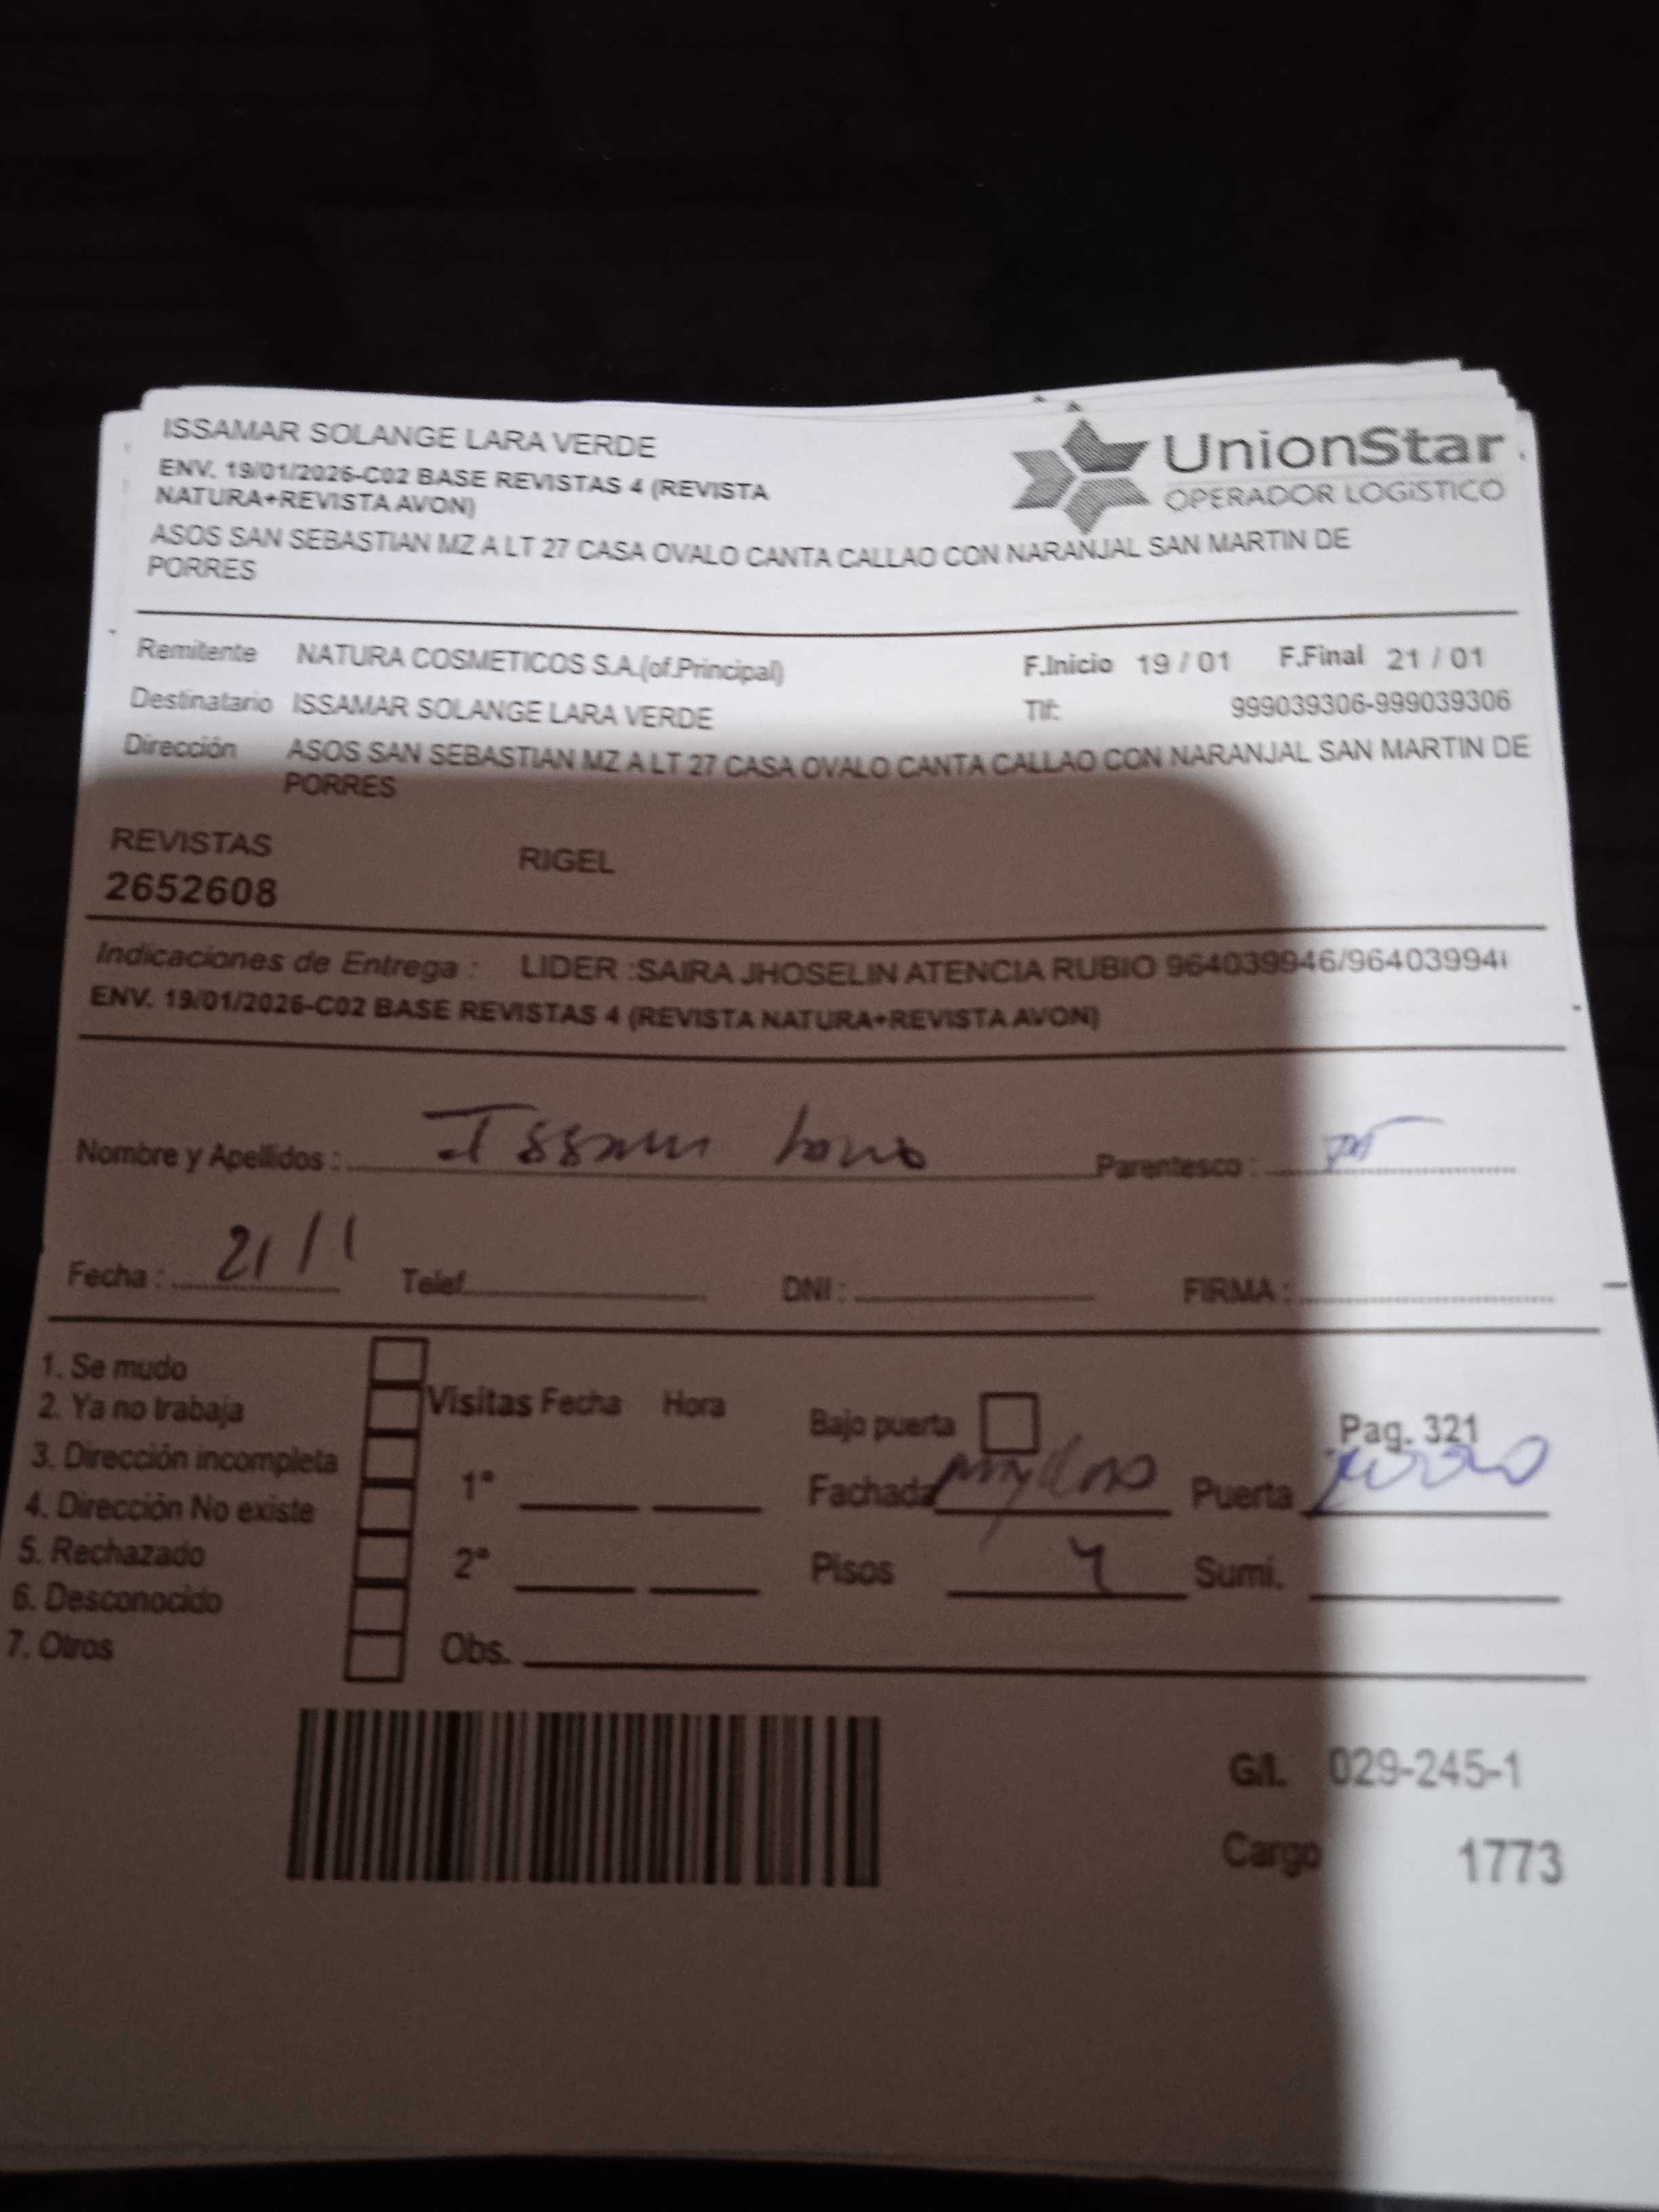 ISSAMAR SOLANGE LARA VERDE
ENV. 19/01/2026-C02 BASE REVISTAS 4 (REVISTA
NATURA+REVISTA AVON)
UnionStar
OPERADOR LOGíSTICO
ASOS SAN SEBASTIAN MZ A LT 27 CASA OVALO CANTA CALLAO CON NARANJAL SAN MARTIN DE
PORRES
Remitente NATURA COSMETICOS S.A.(of.Principal) F.Inicio 19 / 01 F.Final 21 / 01
Destinatario ISSAMAR SOLANGE LARA VERDE Tlf: 999039306-999039306
Dirección ASOS SAN SEBASTIAN MZ A LT 27 CASA OVALO CANTA CALLAO CON NARANJAL SAN MARTIN DE
PORRES
REVISTAS RIGEL
2652608
Indicaciones de Entrega : LIDER :SAIRA JHOSELIN ATENCIA RUBIO 964039946/96403994
ENV. 19/01/2026-C02 BASE REVISTAS 4 (REVISTA NATURA+REVISTA AVON)
Nombre y Apellidos : Parentesco :
Fecha : 21/1 Telef. DNI : FIRMA :
1. Se mudo
2. Ya no trabaja Visitas Fecha Hora Bajo puerta Pag. 321
3. Dirección incompleta
4. Dirección No existe 1° Fachada Puerta
5. Rechazado 2° Pisos Sumi.
6. Desconocido
7. Otros Obs.
G/L 029-245-1
Cargo 1773